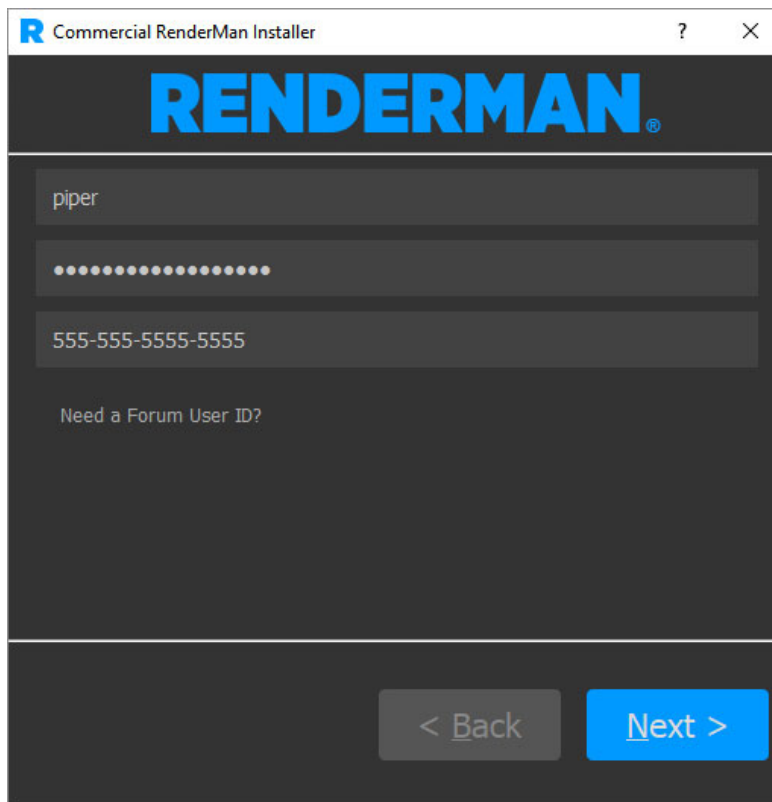 R Commercial RenderMan Installer ? ×
RENDERMAN®
piper
●●●●●●●●●●●●●●●●●●
555-555-5555-5555
Need a Forum User ID?
< Back Next >